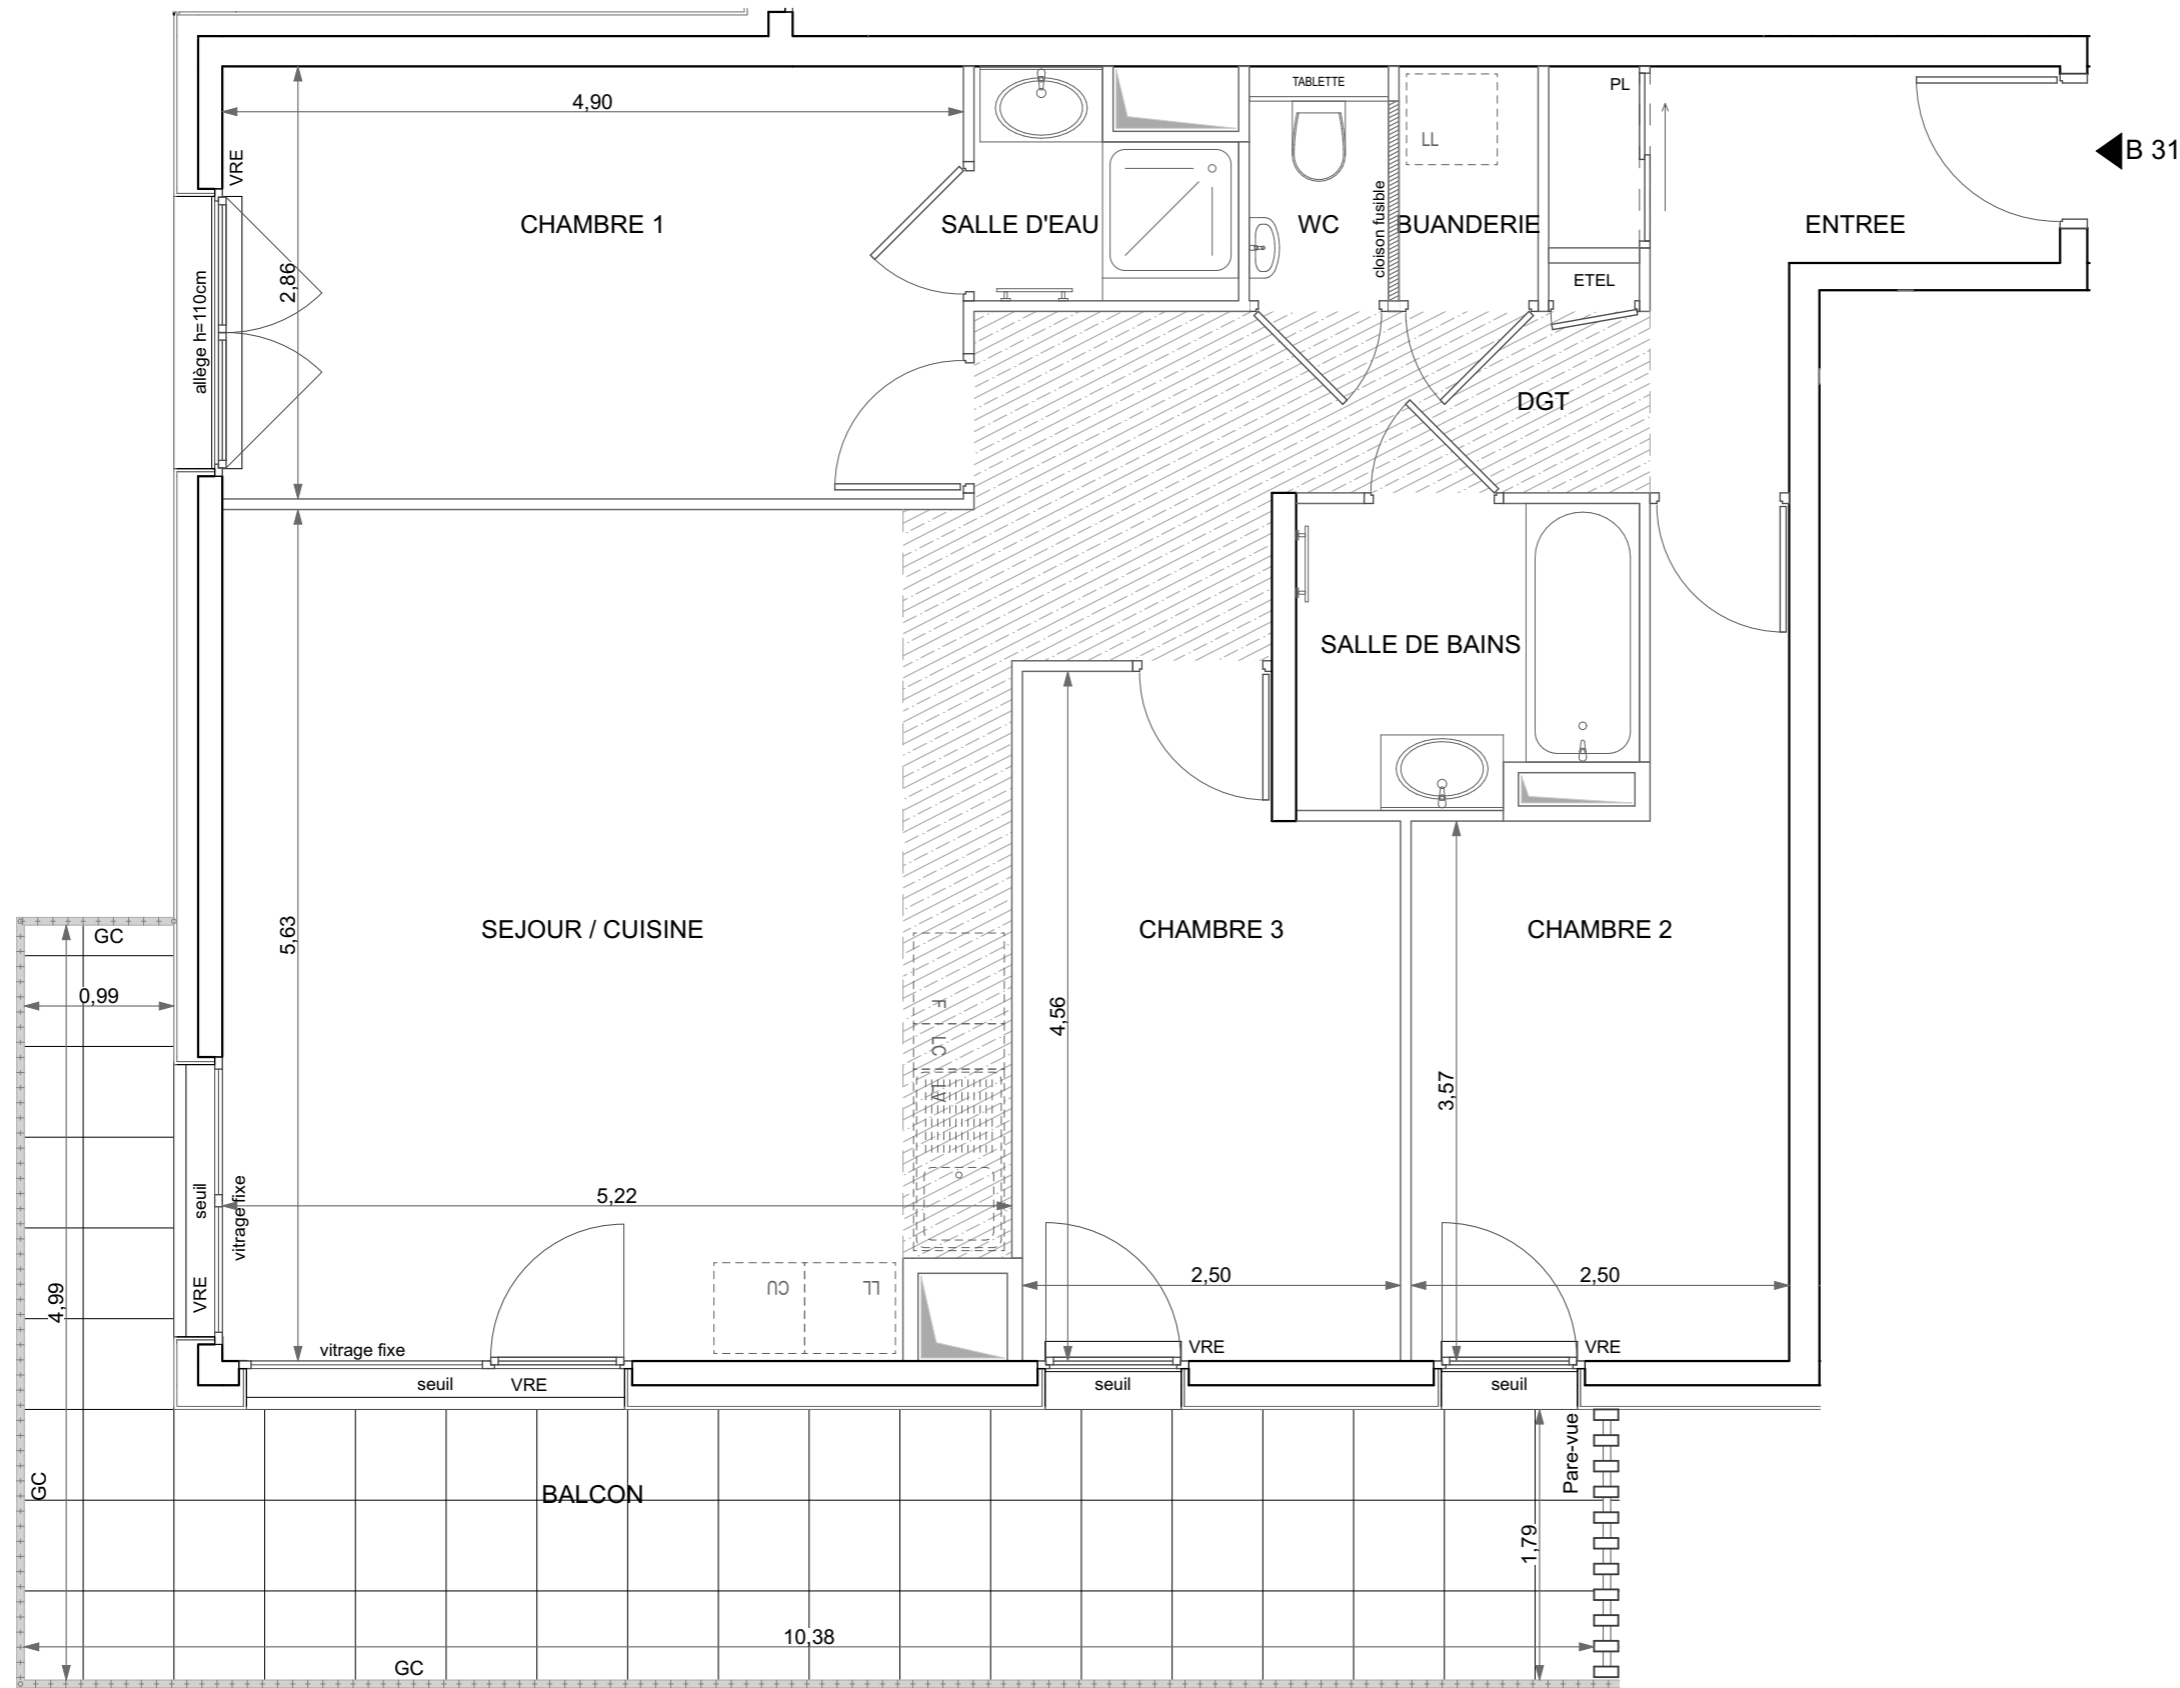 TABLETTE
PL
4,90
VRE
LL
B 31
CHAMBRE 1
SALLE D'EAU
WC
cloison fusible
BUANDERIE
ENTREE
2,86
allège h=110cm
ETEL
DGT
SALLE DE BAINS
SEJOUR / CUISINE
CHAMBRE 3
CHAMBRE 2
GC
5,63
0,99
F
LC
LV
4,56
3,57
seuil
vitrage fixe
5,22
VRE
4,99
CU
LL
2,50
2,50
vitrage fixe
VRE
VRE
seuil
VRE
seuil
seuil
Pare-vue
GC
BALCON
1,79
10,38
GC